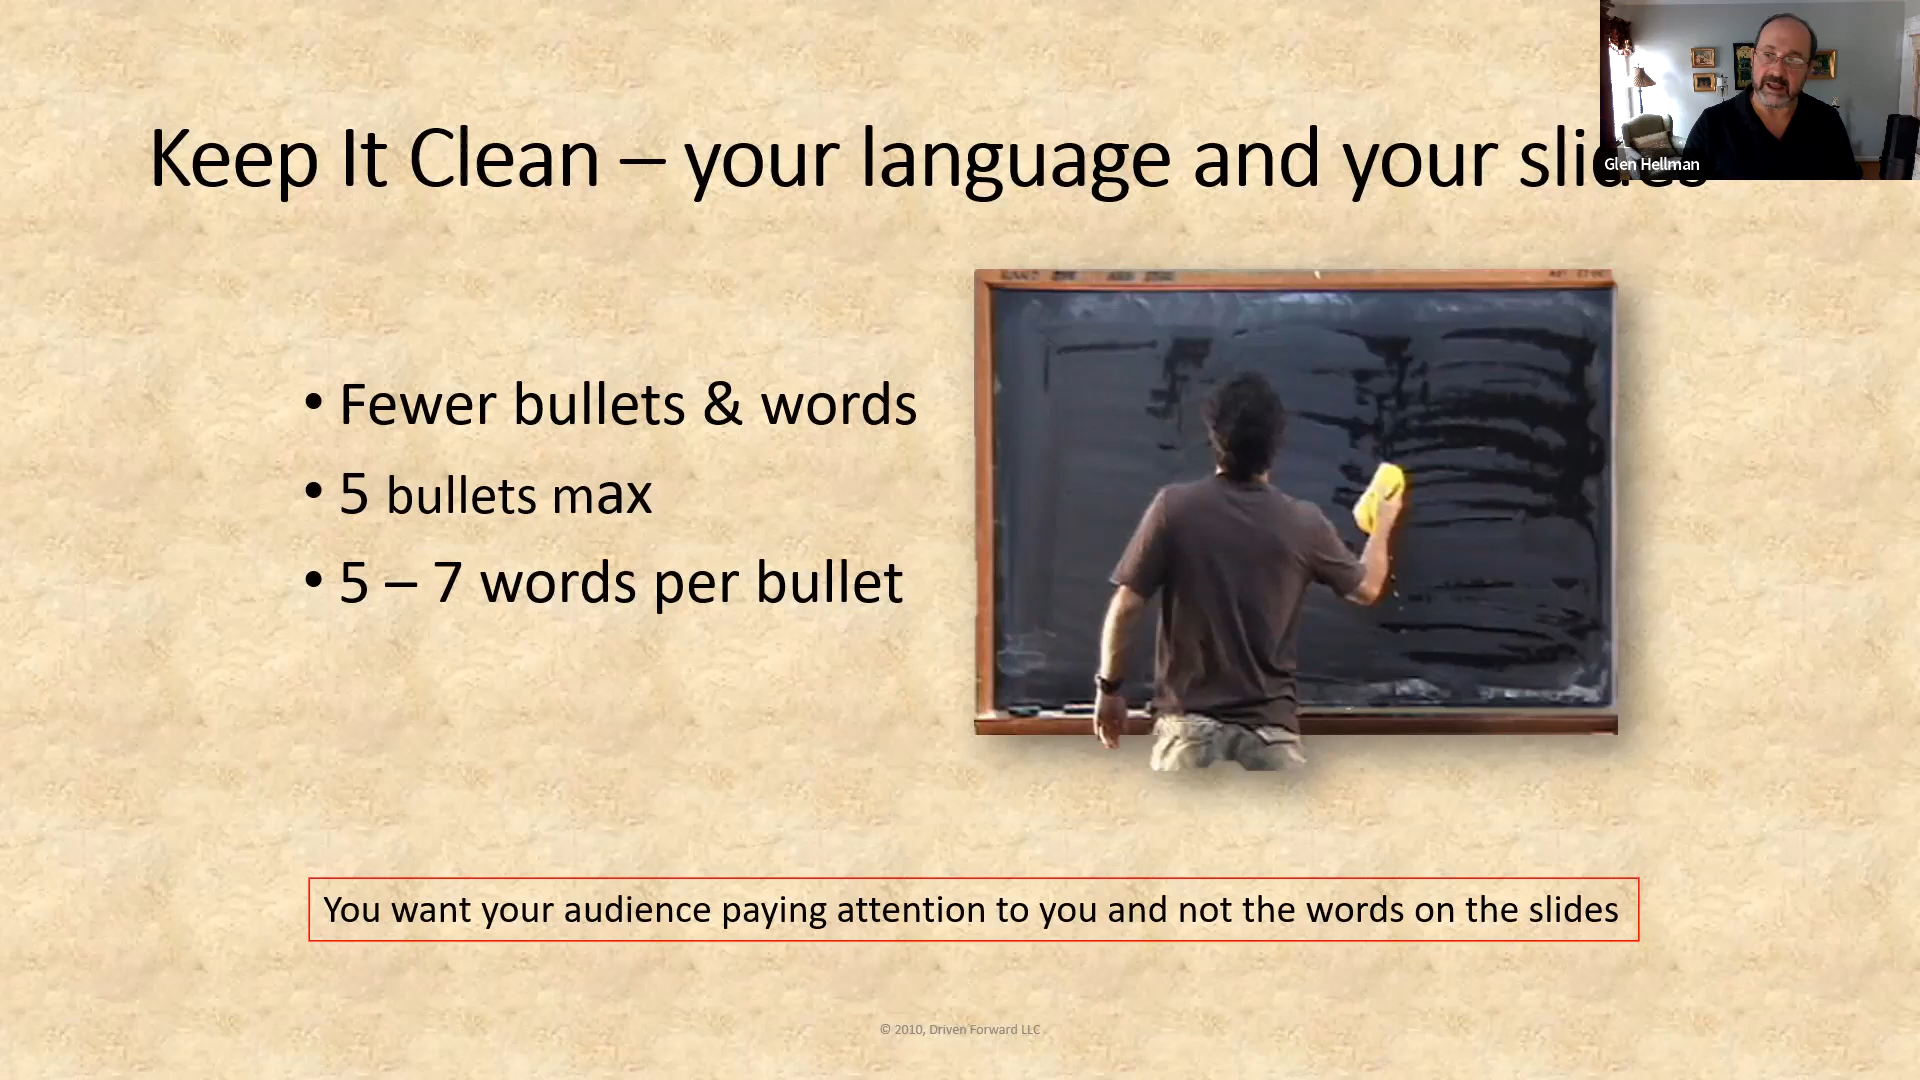 Keep It Clean – your language and your slides
Glen Hellman
• Fewer bullets & words
• 5 bullets max
• 5 – 7 words per bullet
You want your audience paying attention to you and not the words on the slides
© 2010, Driven Forward LLC